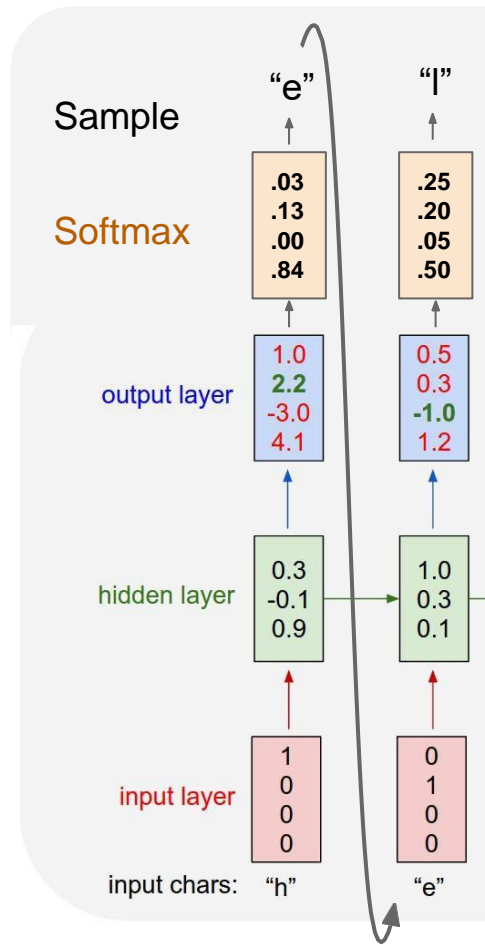 “e” “l”
Sample
.03 .25
.13 .20
Softmax .00 .05
.84 .50
1.0 0.5
2.2 0.3
output layer -3.0 -1.0
4.1 1.2
0.3 1.0
hidden layer -0.1 0.3
0.9 0.1
1 0
0 1
input layer 0 0
0 0
input chars: “h” “e”